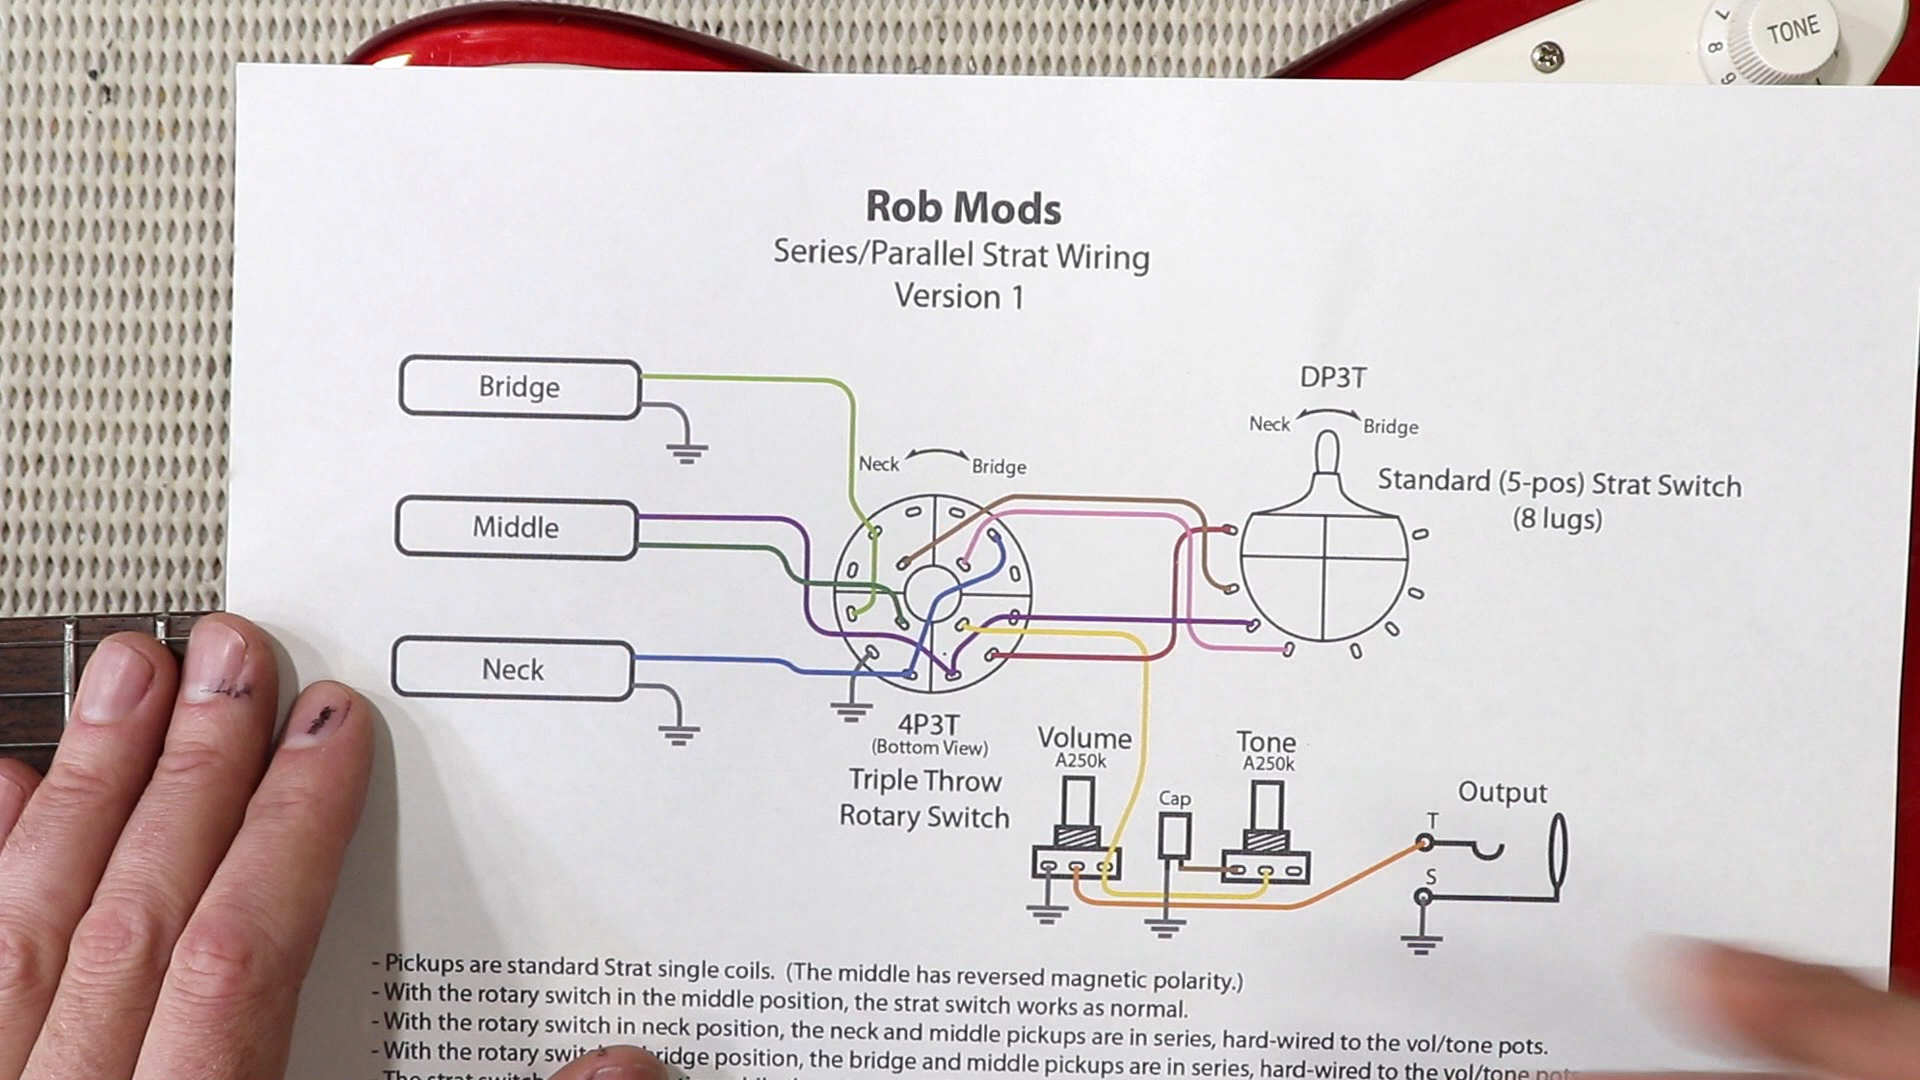 TONE
7
8
9
Rob Mods
Series/Parallel Strat Wiring
Version 1
Bridge
Middle
Neck
Neck Bridge
4P3T
(Bottom View)
Triple Throw
Rotary Switch
DP3T
Neck Bridge
Standard (5-pos) Strat Switch
(8 lugs)
Volume
A250k
Cap
Tone
A250k
Output
T
S
- Pickups are standard Strat single coils. (The middle has reversed magnetic polarity.)
- With the rotary switch in the middle position, the strat switch works as normal.
- With the rotary switch in neck position, the neck and middle pickups are in series, hard-wired to the vol/tone pots.
- With the rotary position, the bridge and middle pickups are in series, hard-wired to the vol/tone